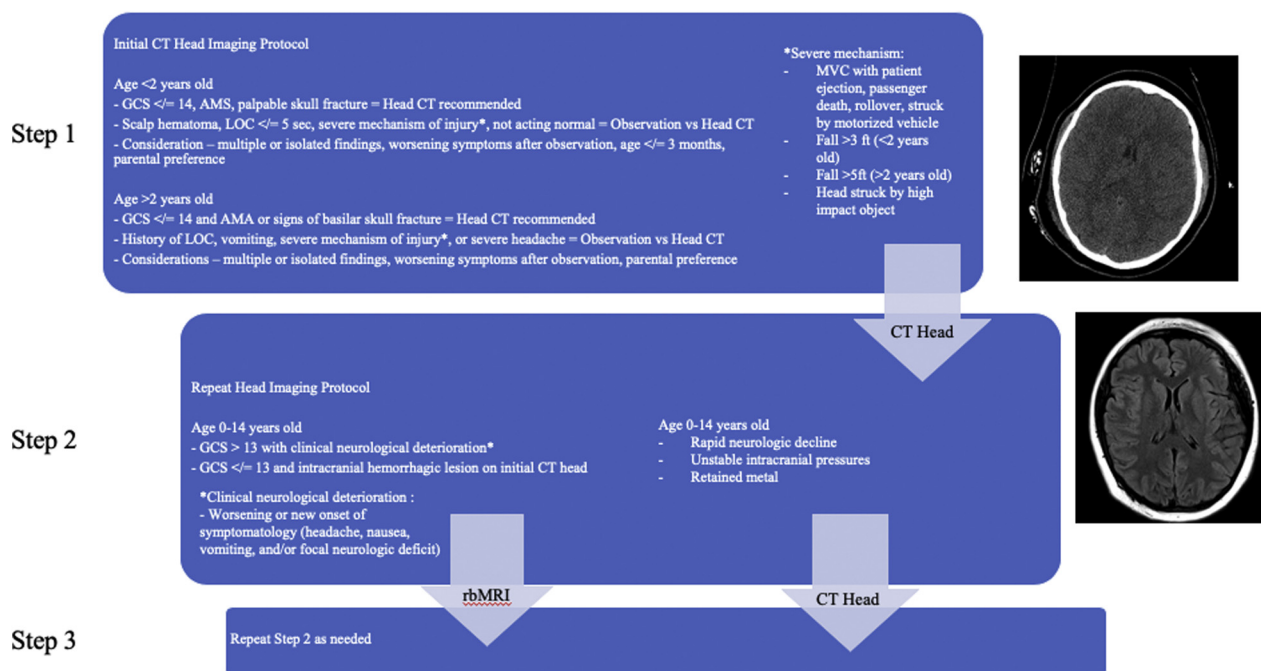 Step 1
Initial CT Head Imaging Protocol
Age <2 years old
- GCS </= 14, AMS, palpable skull fracture = Head CT recommended
- Scalp hematoma, LOC </= 5 sec, severe mechanism of injury*, not acting normal = Observation vs Head CT
- Consideration – multiple or isolated findings, worsening symptoms after observation, age </= 3 months,
parental preference
Age >2 years old
- GCS </= 14 and AMA or signs of basilar skull fracture = Head CT recommended
- History of LOC, vomiting, severe mechanism of injury*, or severe headache = Observation vs Head CT
- Considerations – multiple or isolated findings, worsening symptoms after observation, parental preference
*Severe mechanism:
- MVC with patient
ejection, passenger
death, rollover, struck
by motorized vehicle
- Fall >3 ft (<2 years
old)
- Fall >5ft (>2 years old)
- Head struck by high
impact object
CT Head
Step 2
Repeat Head Imaging Protocol
Age 0-14 years old
- GCS > 13 with clinical neurological deterioration*
- GCS </= 13 and intracranial hemorrhagic lesion on initial CT head
*Clinical neurological deterioration :
- Worsening or new onset of
symptomatology (headache, nausea,
vomiting, and/or focal neurologic deficit)
Age 0-14 years old
- Rapid neurologic decline
- Unstable intracranial pressures
- Retained metal
rbMRI
CT Head
Step 3
Repeat Step 2 as needed